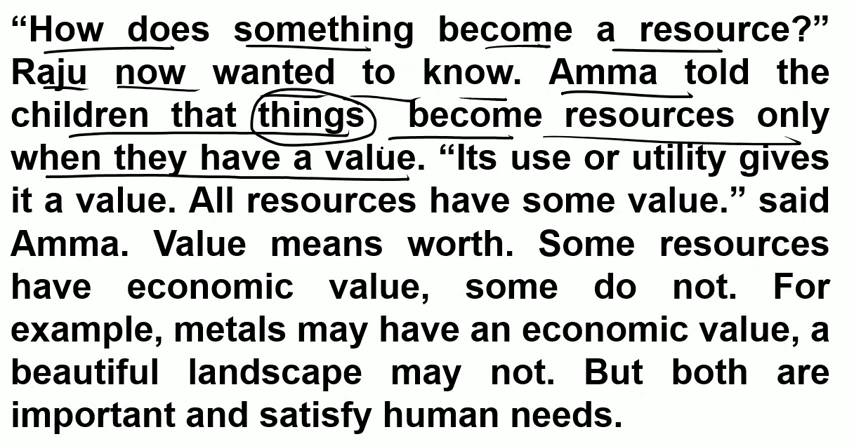 “How does something become a resource?”
Raju now wanted to know. Amma told the
children that things become resources only
when they have a value. “Its use or utility gives
it a value. All resources have some value.” said
Amma. Value means worth. Some resources
have economic value, some do not. For
example, metals may have an economic value, a
beautiful landscape may not. But both are
important and satisfy human needs.